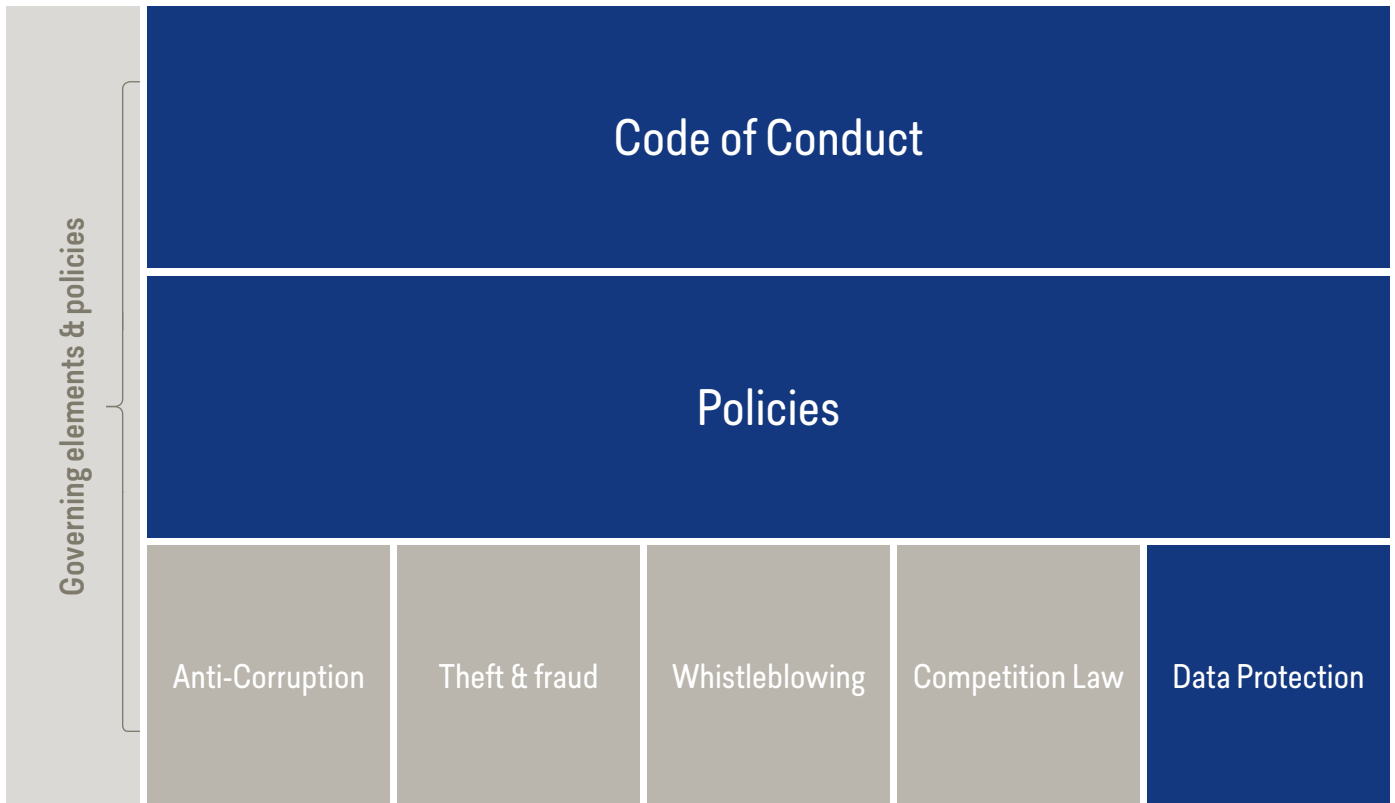 Governing elements & policies
Code of Conduct
Policies
Anti-Corruption
Theft & fraud
Whistleblowing
Competition Law
Data Protection